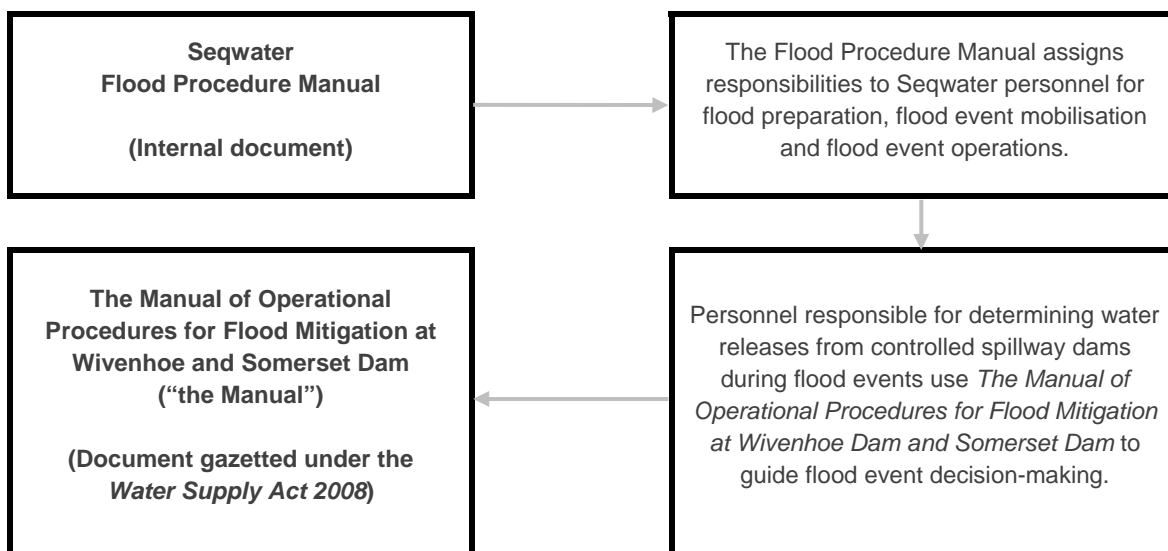 Seqwater
Flood Procedure Manual
(Internal document)
The Flood Procedure Manual assigns
responsibilities to Seqwater personnel for
flood preparation, flood event mobilisation
and flood event operations.
Personnel responsible for determining water
releases from controlled spillway dams
during flood events use The Manual of
Operational Procedures for Flood Mitigation
at Wivenhoe Dam and Somerset Dam to
guide flood event decision-making.
The Manual of Operational
Procedures for Flood Mitigation at
Wivenhoe and Somerset Dam
(“the Manual”)
(Document gazetted under the
Water Supply Act 2008)